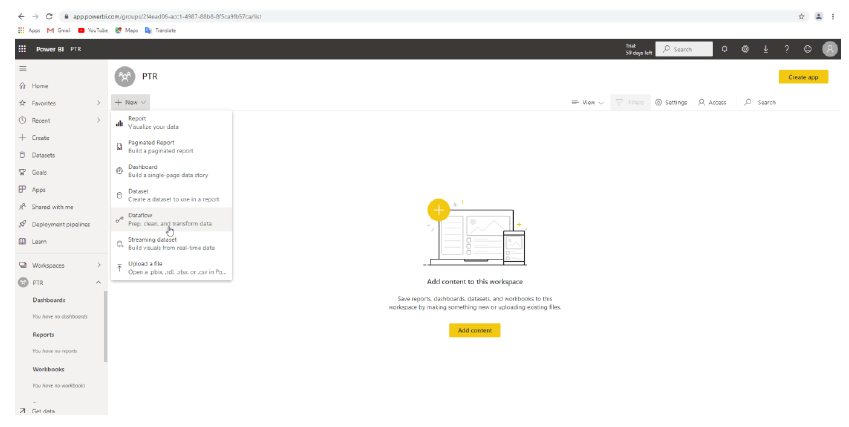 app.powerbi.com/groups/
Apps Gmail YouTube Maps Translate
Power BI PTR
Trial
59 days left
Search
PTR
Create app
Home
New
View
Filters
Settings
Access
Search
Favorites
Recent
Create
Datasets
Goals
Apps
Shared with me
Deployment pipelines
Learn
Workspaces
PTR
Dashboards
You have no dashboards
Reports
You have no reports
Workbooks
You have no workbooks
Get data
Report
Visualize your data
Paginated Report
Build a paginated report
Dashboard
Build a single-page data story
Dataset
Create a dataset to use in a report
Dataflow
Prep, clean, and transform data
Streaming dataset
Build visuals from real-time data
Upload a file
Open a .pbix, .rdl, .xlsx, or .csv in Po...
Add content to this workspace
Save reports, dashboards, datasets, and workbooks to this
workspace by making something new or uploading existing files.
Add content